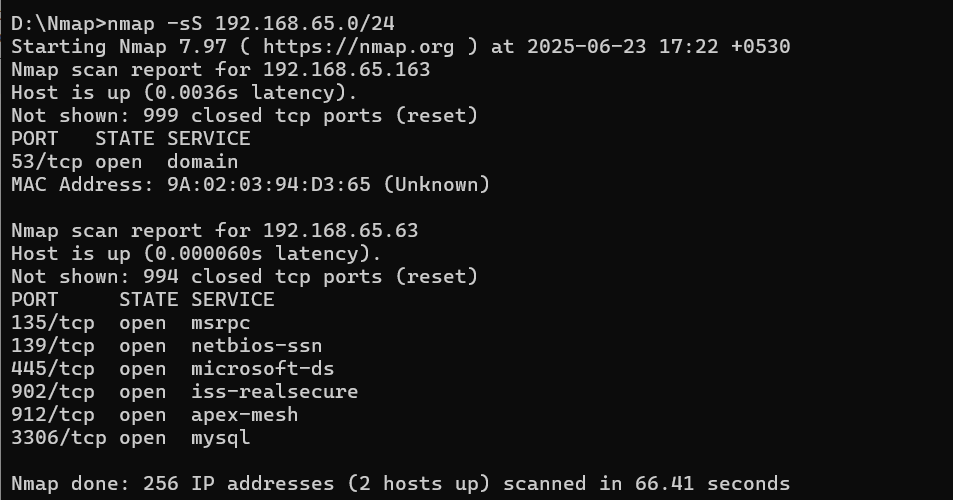 D:\Nmap>nmap -sS 192.168.65.0/24
Starting Nmap 7.97 ( https://nmap.org ) at 2025-06-23 17:22 +0530
Nmap scan report for 192.168.65.163
Host is up (0.0036s latency).
Not shown: 999 closed tcp ports (reset)
PORT   STATE SERVICE
53/tcp open  domain
MAC Address: 9A:02:03:94:D3:65 (Unknown)

Nmap scan report for 192.168.65.63
Host is up (0.000060s latency).
Not shown: 994 closed tcp ports (reset)
PORT     STATE SERVICE
135/tcp  open  msrpc
139/tcp  open  netbios-ssn
445/tcp  open  microsoft-ds
902/tcp  open  iss-realsecure
912/tcp  open  apex-mesh
3306/tcp open  mysql

Nmap done: 256 IP addresses (2 hosts up) scanned in 66.41 seconds